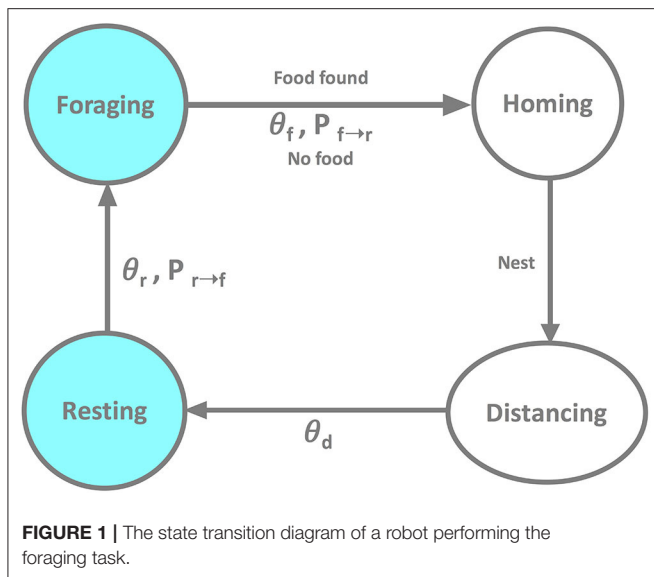 Foraging
Food found
θf , P f→r
No food
Homing
θr , P r→f
Nest
Resting
θd
Distancing
FIGURE 1 | The state transition diagram of a robot performing the
foraging task.